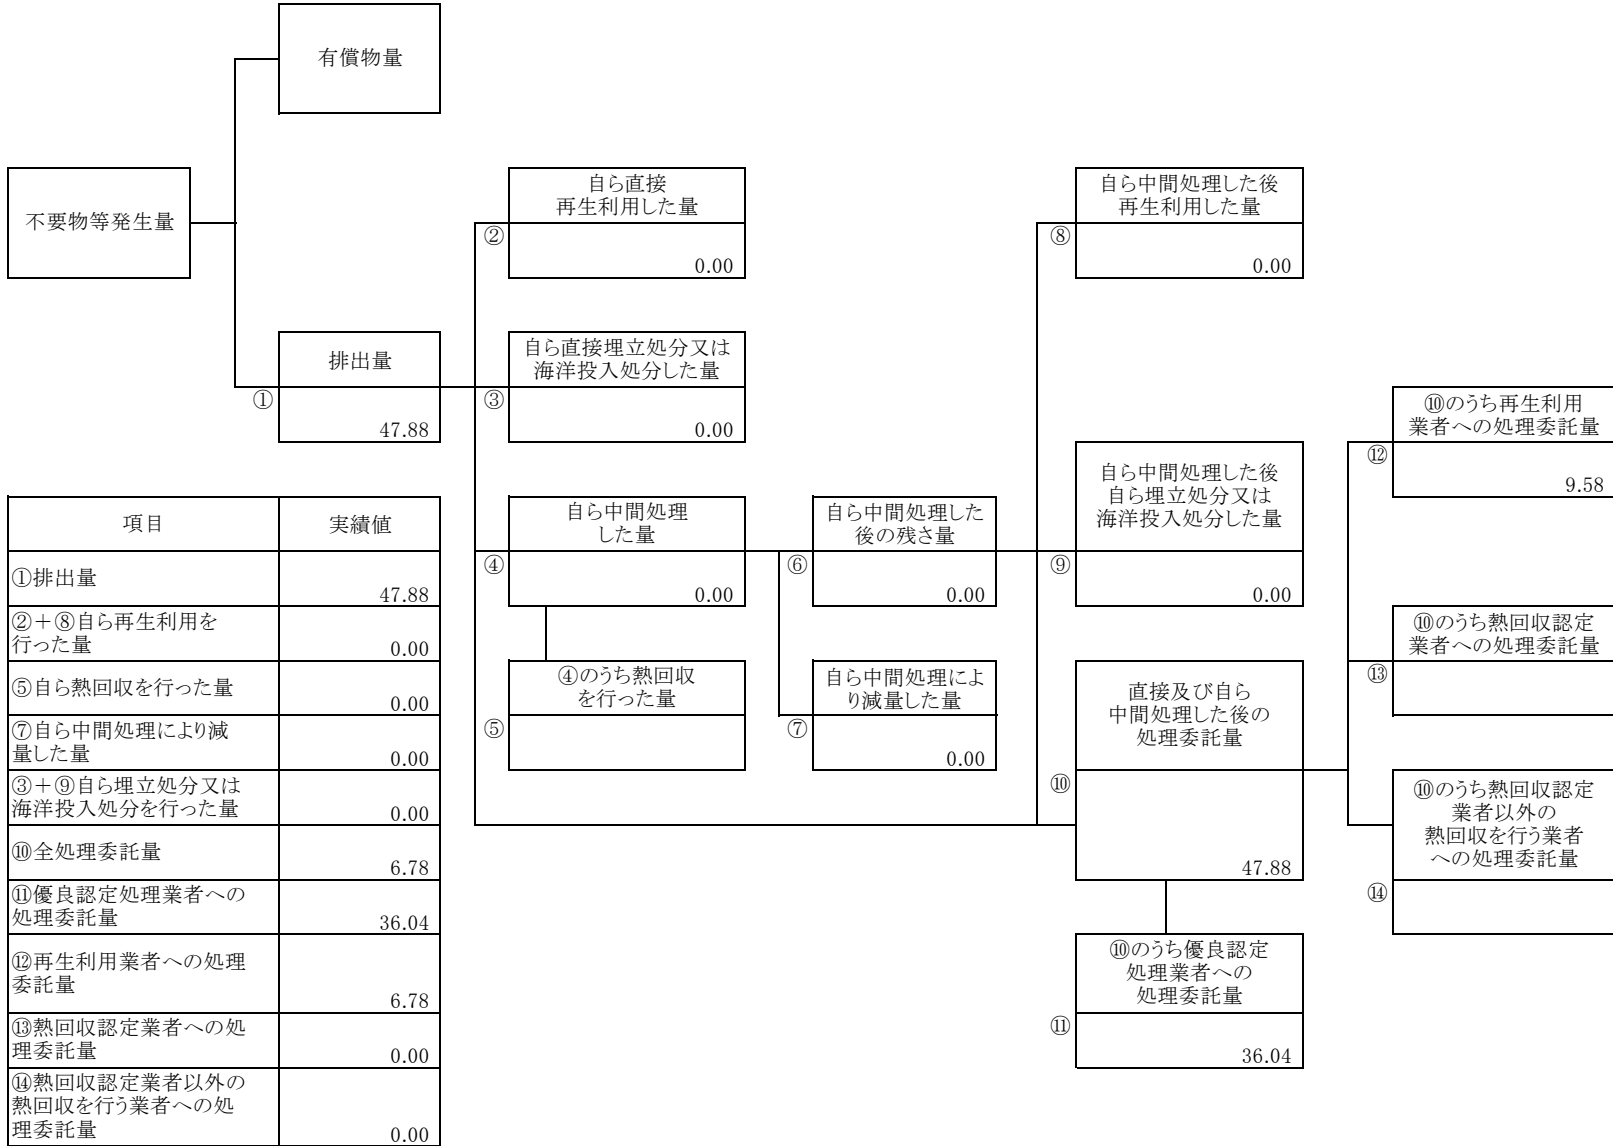 有償物量
不要物等発生量
排出量
①
47.88
自ら直接
再生利用した量
②
0.00
自ら直接埋立処分又は
海洋投入処分した量
③
0.00
自ら中間処理
した量
④
0.00
④のうち熱回収
を行った量
⑤
自ら中間処理した
後の残さ量
⑥
0.00
自ら中間処理によ
り減量した量
⑦
0.00
自ら中間処理した後
再生利用した量
⑧
0.00
自ら中間処理した後
自ら埋立処分又は
海洋投入処分した量
⑨
0.00
直接及び自ら
中間処理した後の
処理委託量
⑩
47.88
⑩のうち優良認定
処理業者への
処理委託量
⑪
36.04
⑩のうち再生利用
業者への処理委託量
⑫
9.58
⑩のうち熱回収認定
業者への処理委託量
⑬
⑩のうち熱回収認定
業者以外の
熱回収を行う業者
への処理委託量
⑭
項目 実績値
①排出量
47.88
②+⑧自ら再生利用を
行った量
0.00
⑤自ら熱回収を行った量
0.00
⑦自ら中間処理により減
量した量
0.00
③+⑨自ら埋立処分又は
海洋投入処分を行った量
0.00
⑩全処理委託量
6.78
⑪優良認定処理業者への
処理委託量
36.04
⑫再生利用業者への処理
委託量
6.78
⑬熱回収認定業者への処
理委託量
0.00
⑭熱回収認定業者以外の
熱回収を行う業者への処
理委託量
0.00